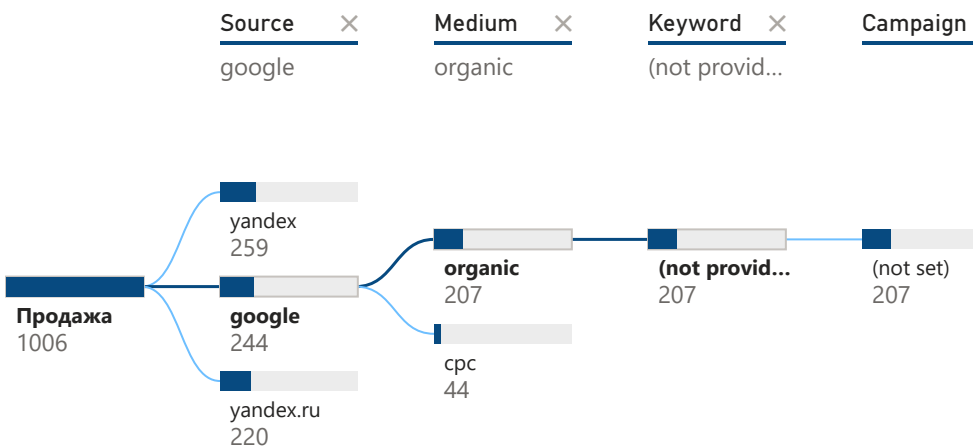 Source × Medium × Keyword × Campaign
google organic (not provid...
yandex
259
Продажа
1006
google
244
yandex.ru
220
organic
207
cpc
44
(not provid...
207
(not set)
207